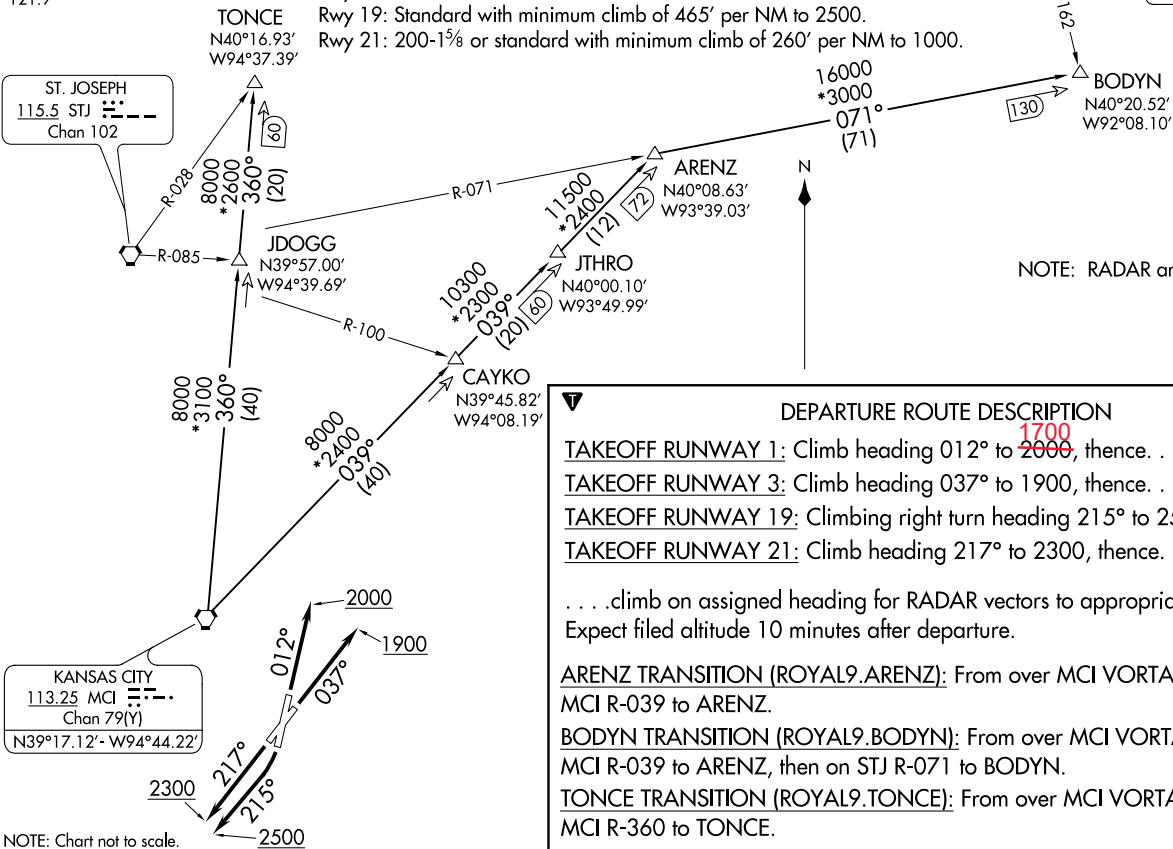 121.9
Rwy 19: Standard with minimum climb of 465' per NM to 2500.
Rwy 21: 200-1⅝ or standard with minimum climb of 260' per NM to 1000.
TONCE
N40°16.93'
W94°37.39'
ST. JOSEPH
115.5 STJ
Chan 102
R-028
8000
*2600
360°
(20)
60
R-085
JDOGG
N39°57.00'
W94°39.69'
R-071
R-100
8000
*3100
360°
(40)
162
16000
*3000
071°
(71)
130
BODYN
N40°20.52'
W92°08.10'
ARENZ
N40°08.63'
W93°39.03'
11500
*2400
(12)
72
N
JTHRO
N40°00.10'
W93°49.99'
10300
*2300
039°
(20)
60
NOTE: RADAR an
CAYKO
N39°45.82'
W94°08.19'
8000
*2400
039°
(40)
KANSAS CITY
113.25 MCI
Chan 79(Y)
N39°17.12'- W94°44.22'
2000
012°
1900
037°
217°
2300
215°
2500
NOTE: Chart not to scale.
T
DEPARTURE ROUTE DESCRIPTION
1700
TAKEOFF RUNWAY 1: Climb heading 012° to 2000, thence. .
TAKEOFF RUNWAY 3: Climb heading 037° to 1900, thence. .
TAKEOFF RUNWAY 19: Climbing right turn heading 215° to 25
TAKEOFF RUNWAY 21: Climb heading 217° to 2300, thence.
. . . .climb on assigned heading for RADAR vectors to appropria
Expect filed altitude 10 minutes after departure.
ARENZ TRANSITION (ROYAL9.ARENZ): From over MCI VORTA
MCI R-039 to ARENZ.
BODYN TRANSITION (ROYAL9.BODYN): From over MCI VORTA
MCI R-039 to ARENZ, then on STJ R-071 to BODYN.
TONCE TRANSITION (ROYAL9.TONCE): From over MCI VORTA
MCI R-360 to TONCE.